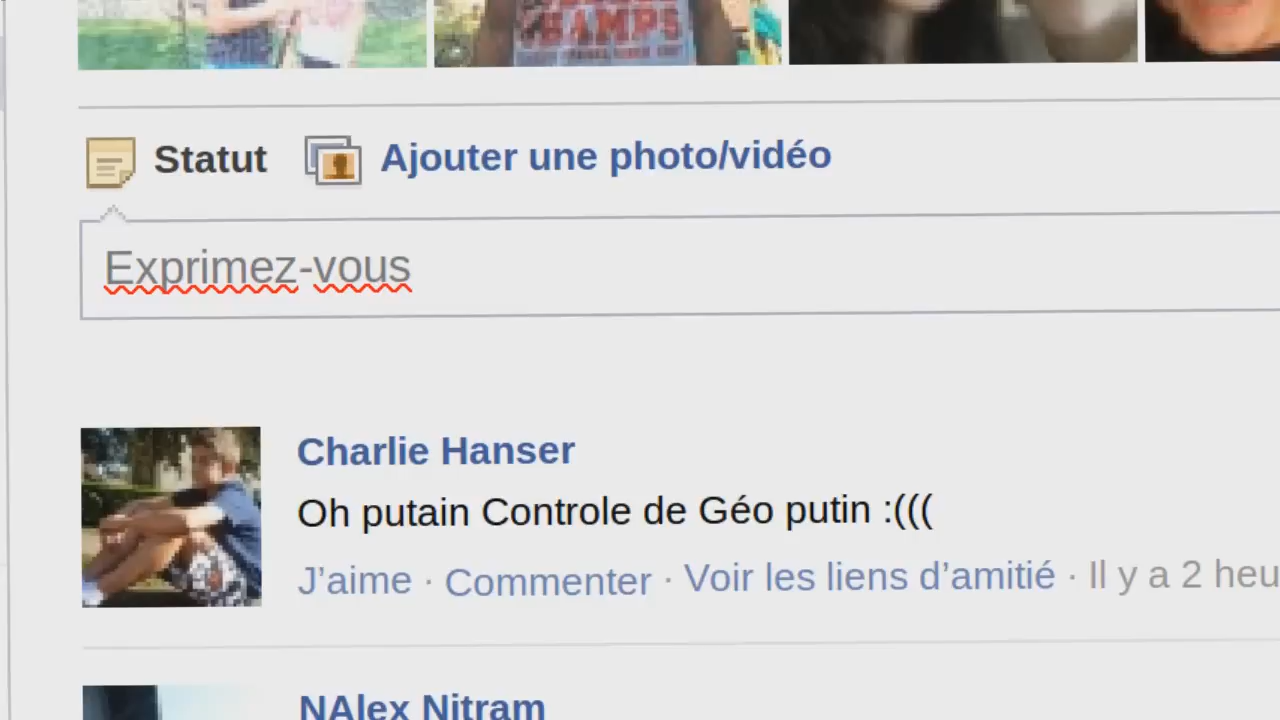 CHAMPS
Statut Ajouter une photo/vidéo
Exprimez-vous
Charlie Hanser
Oh putain Controle de Géo putin :(((
J'aime · Commenter · Voir les liens d'amitié · Il y a 2 heu
NAlex Nitram